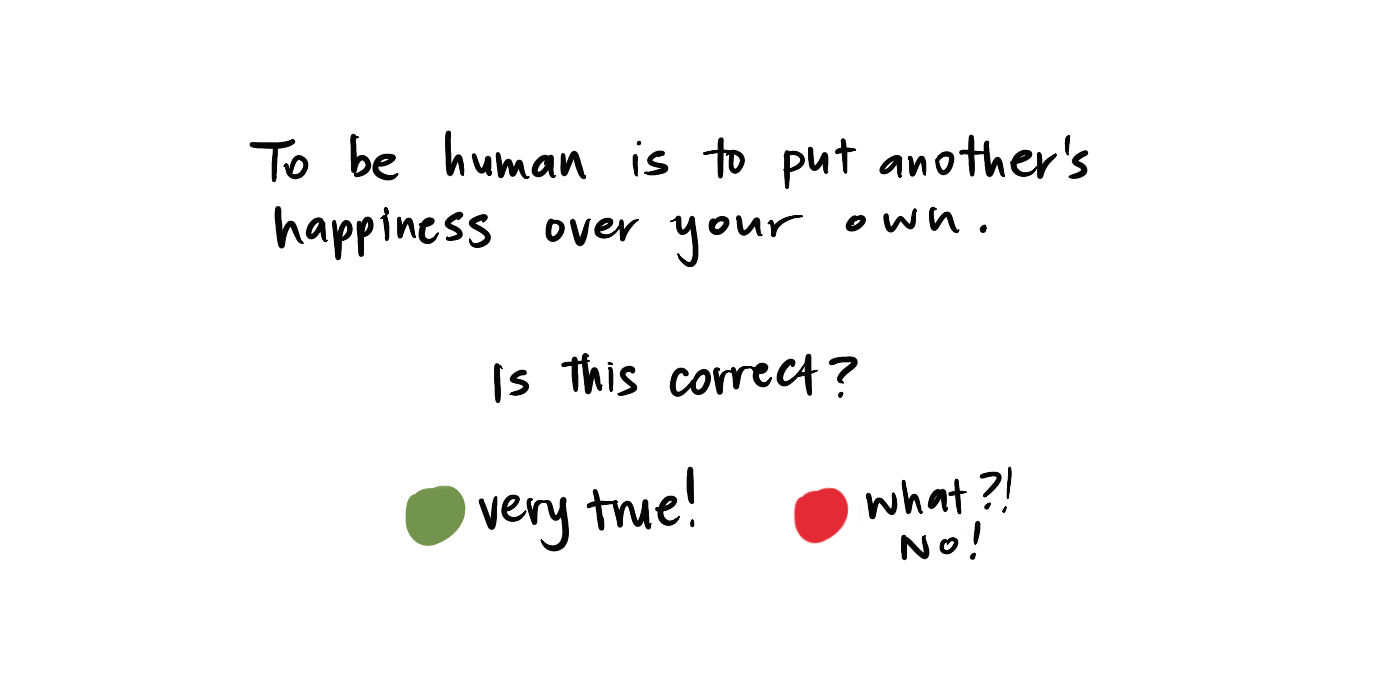 To be human is to put another's
happiness over your own.
Is this correct?
very true!
what?!
No!